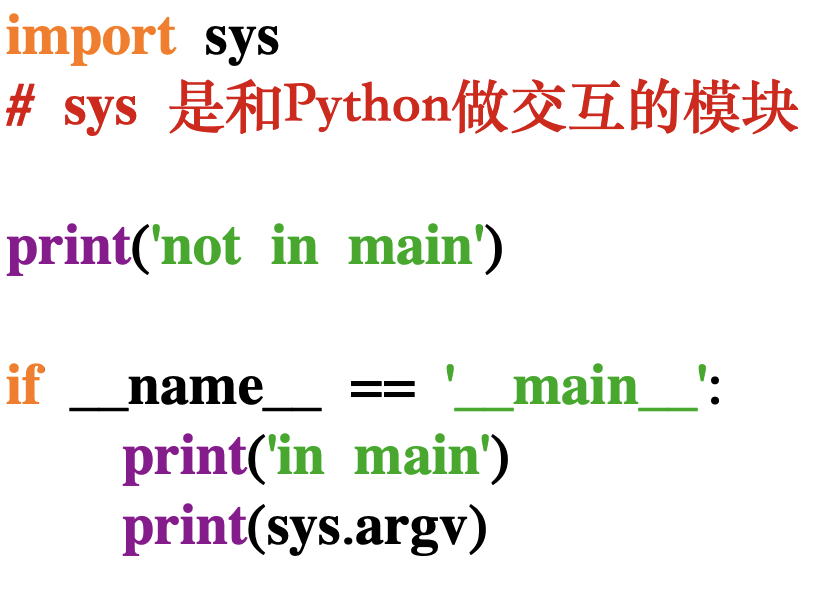 import sys
# sys 是和Python做交互的模块
print('not in main')
if __name__ == '__main__':
    print('in main')
    print(sys.argv)